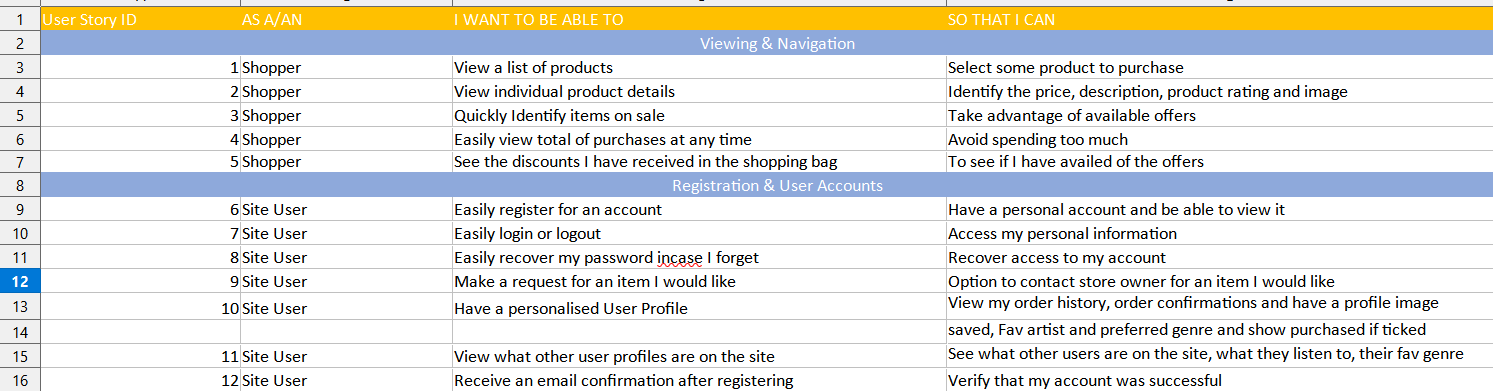 1 User Story ID AS A/AN I WANT TO BE ABLE TO SO THAT I CAN
2 Viewing & Navigation
3 1 Shopper View a list of products Select some product to purchase
4 2 Shopper View individual product details Identify the price, description, product rating and image
5 3 Shopper Quickly Identify items on sale Take advantage of available offers
6 4 Shopper Easily view total of purchases at any time Avoid spending too much
7 5 Shopper See the discounts I have received in the shopping bag To see if I have availed of the offers
8 Registration & User Accounts
9 6 Site User Easily register for an account Have a personal account and be able to view it
10 7 Site User Easily login or logout Access my personal information
11 8 Site User Easily recover my password incase I forget Recover access to my account
12 9 Site User Make a request for an item I would like Option to contact store owner for an item I would like
13 10 Site User Have a personalised User Profile View my order history, order confirmations and have a profile image
14 saved, Fav artist and preferred genre and show purchased if ticked
15 11 Site User View what other user profiles are on the site See what other users are on the site, what they listen to, their fav genre
16 12 Site User Receive an email confirmation after registering Verify that my account was successful